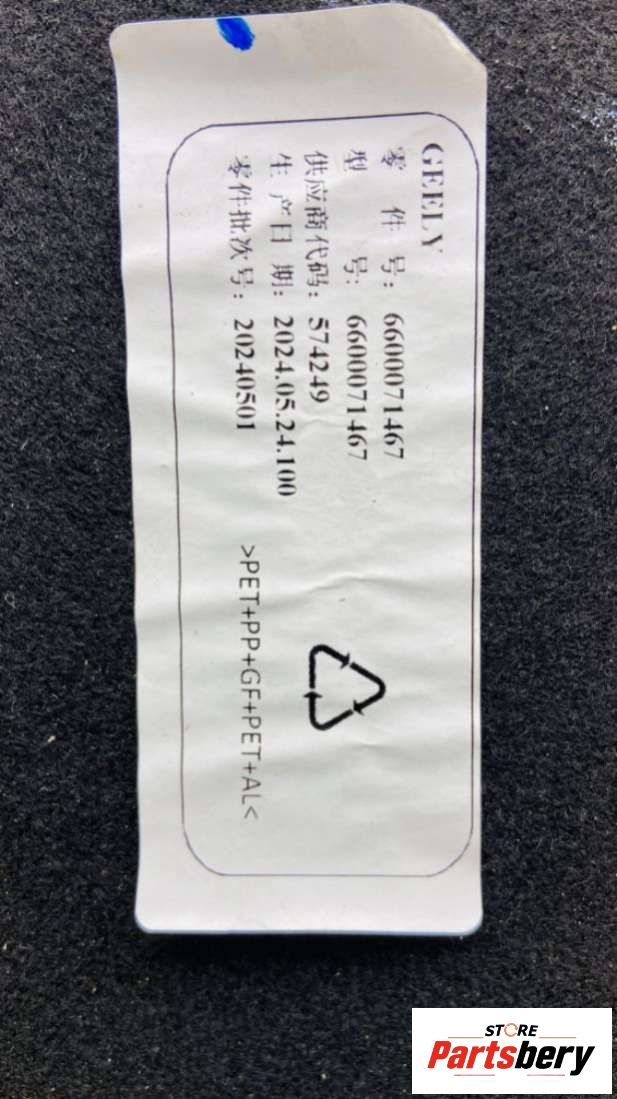 GEELY
零 件 号: 6600071467
型 号: 6600071467
供应商代码: 574249
生 产日 期: 2024.05.24.100
零件批次号: 20240501
>PET+PP+GF+PET+AL<
STORE
Partsbery